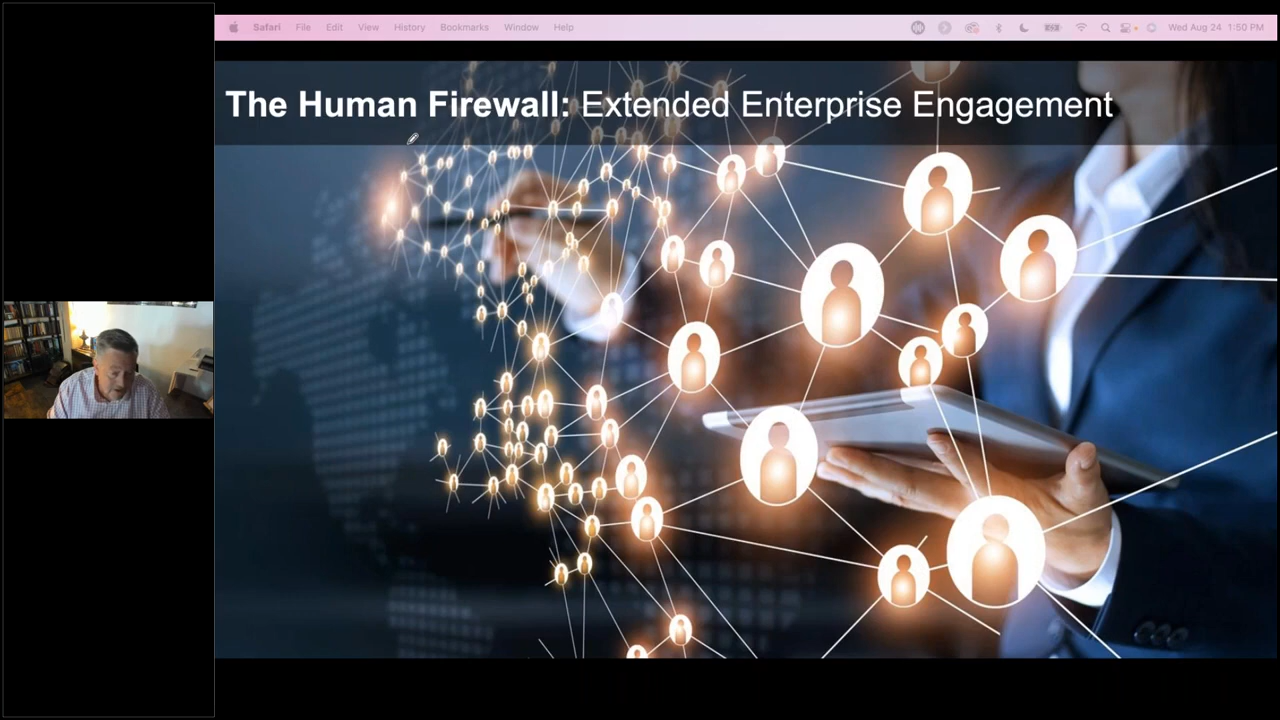 Safari File Edit View History Bookmarks Window Help Wed Aug 24 1:50 PM
The Human Firewall: Extended Enterprise Engagement